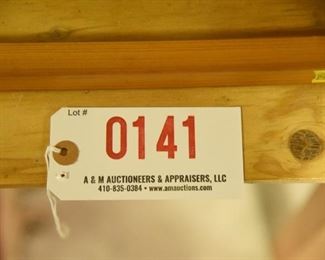 Lot #
0141
A & M AUCTIONEERS & APPRAISERS, LLC
410-835-0384 • www.amauctions.com